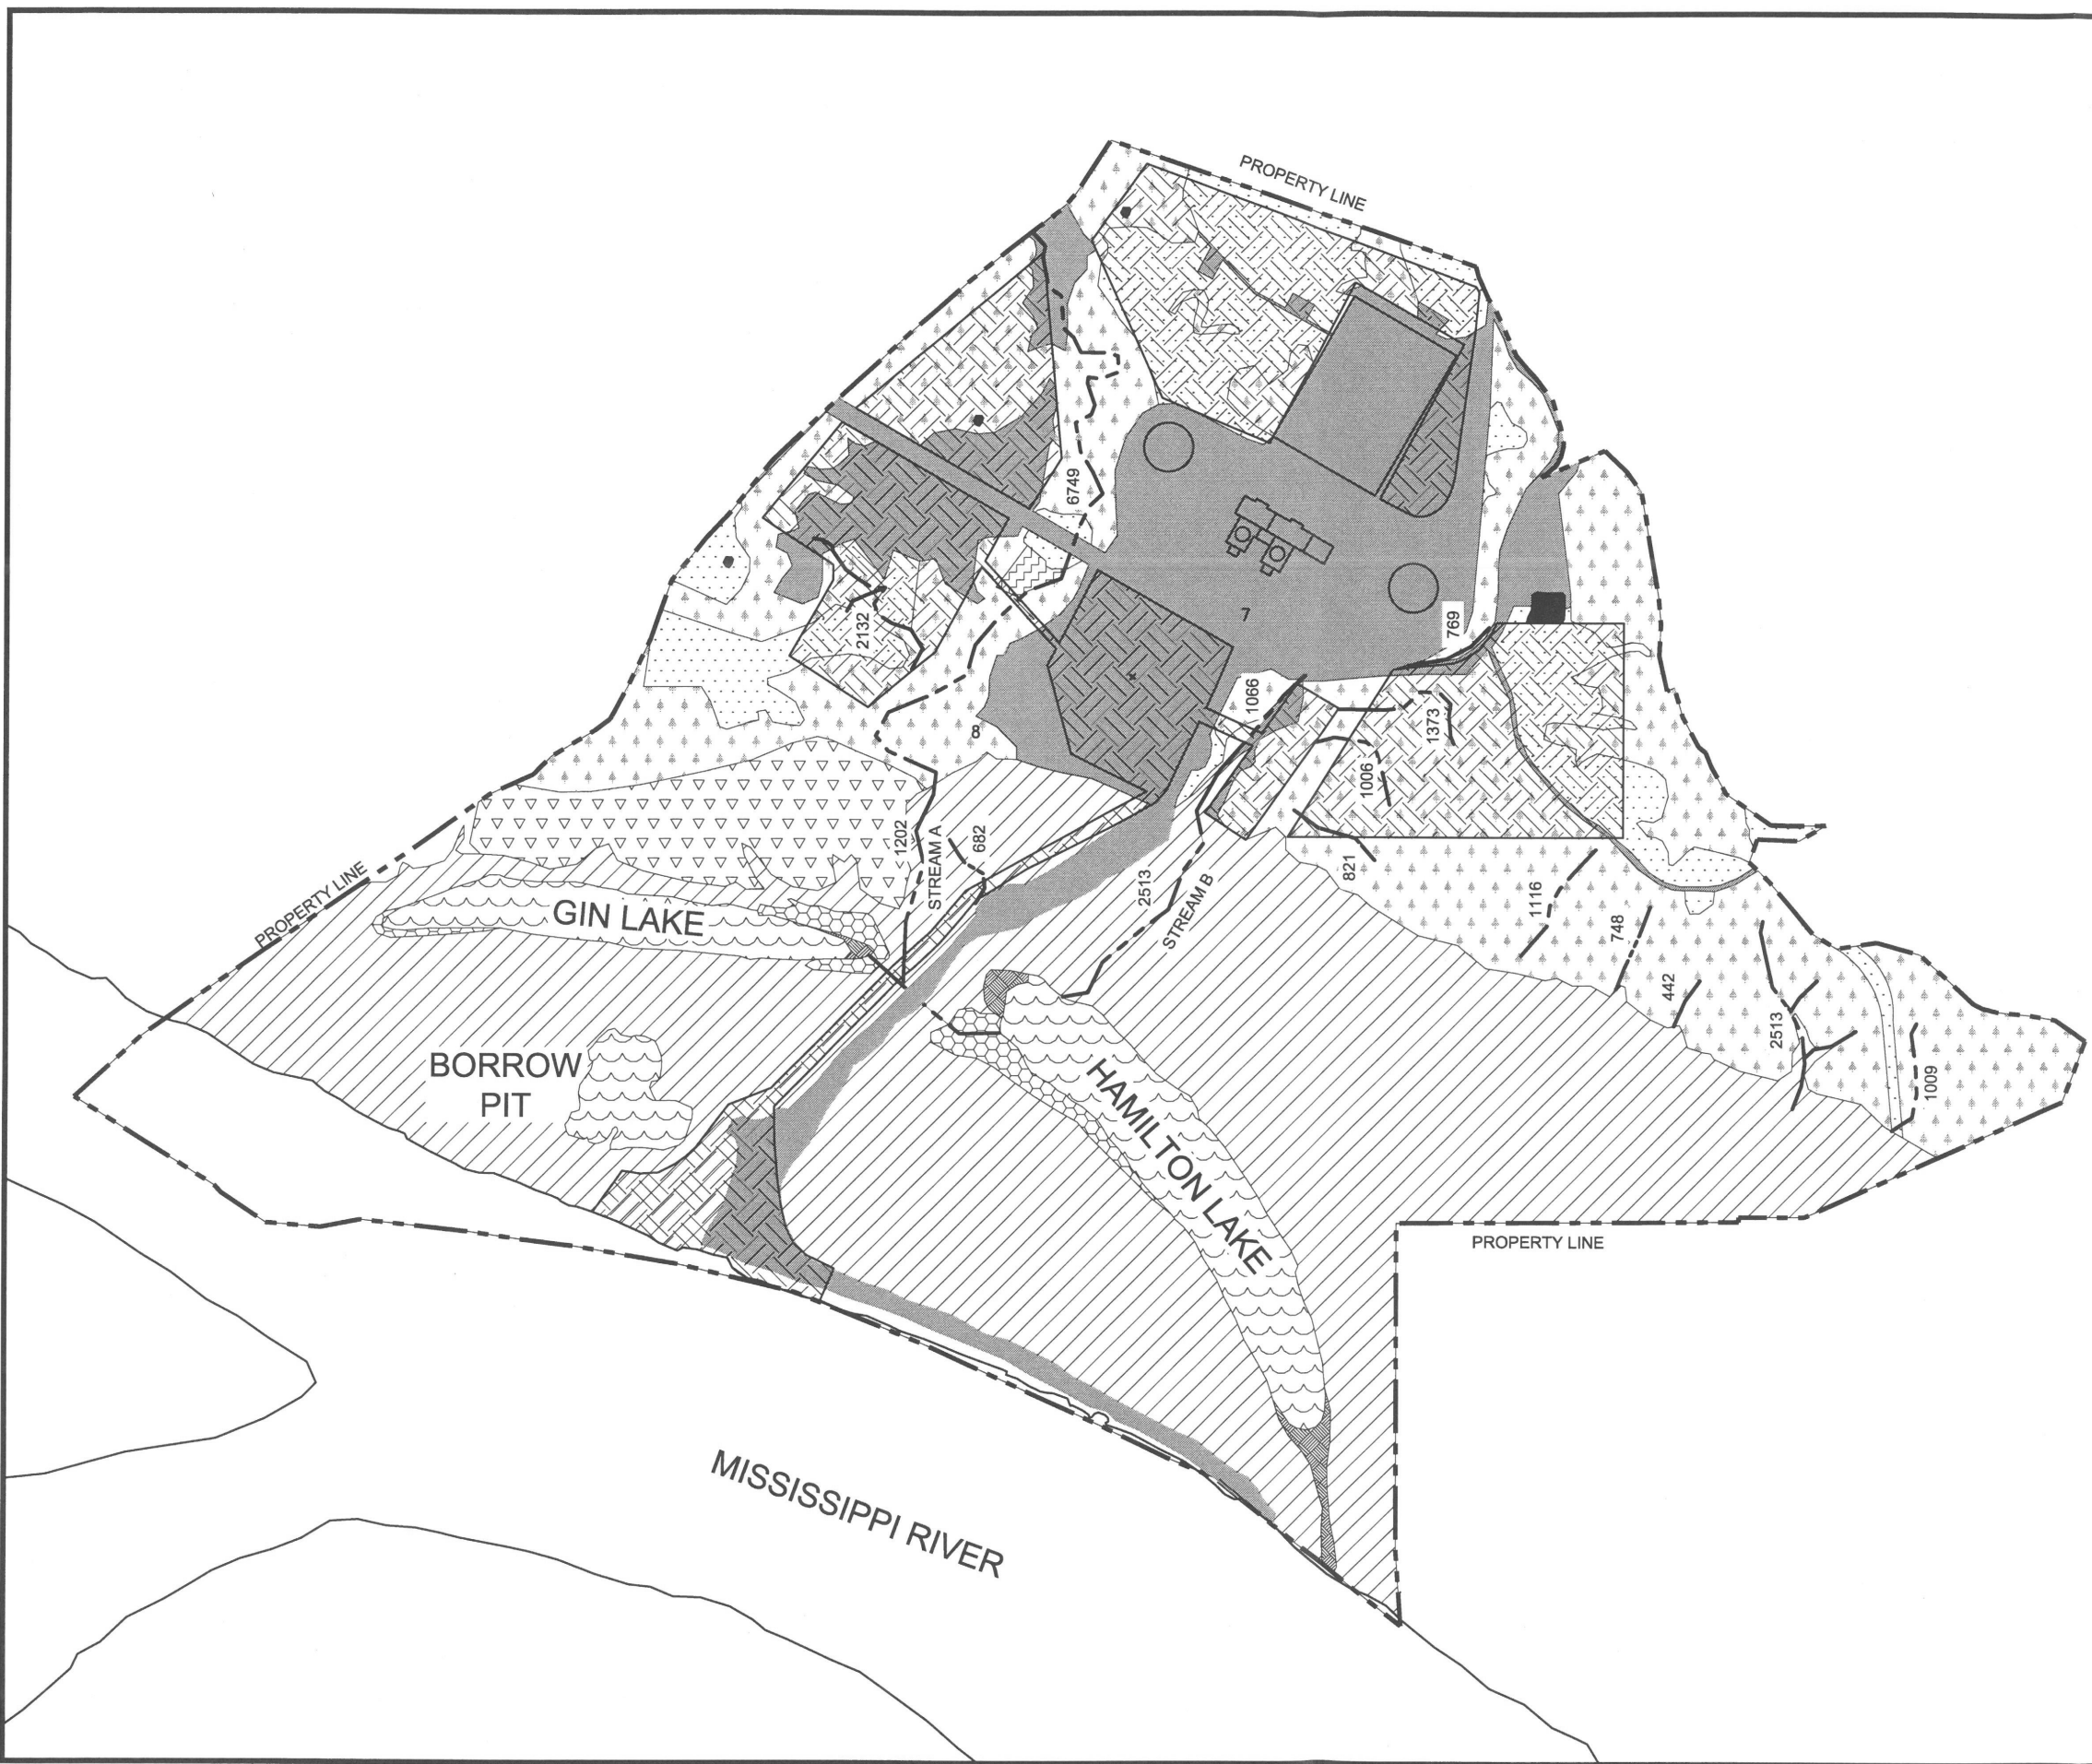 PROPERTY LINE
6749
2132
7
769
8
1066
1373
1006
1202
STREAM A
682
821
2513
STREAM B
1116
748
442
2513
1009
PROPERTY LINE
GIN LAKE
BORROW
PIT
HAMILTON LAKE
PROPERTY LINE
MISSISSIPPI RIVER